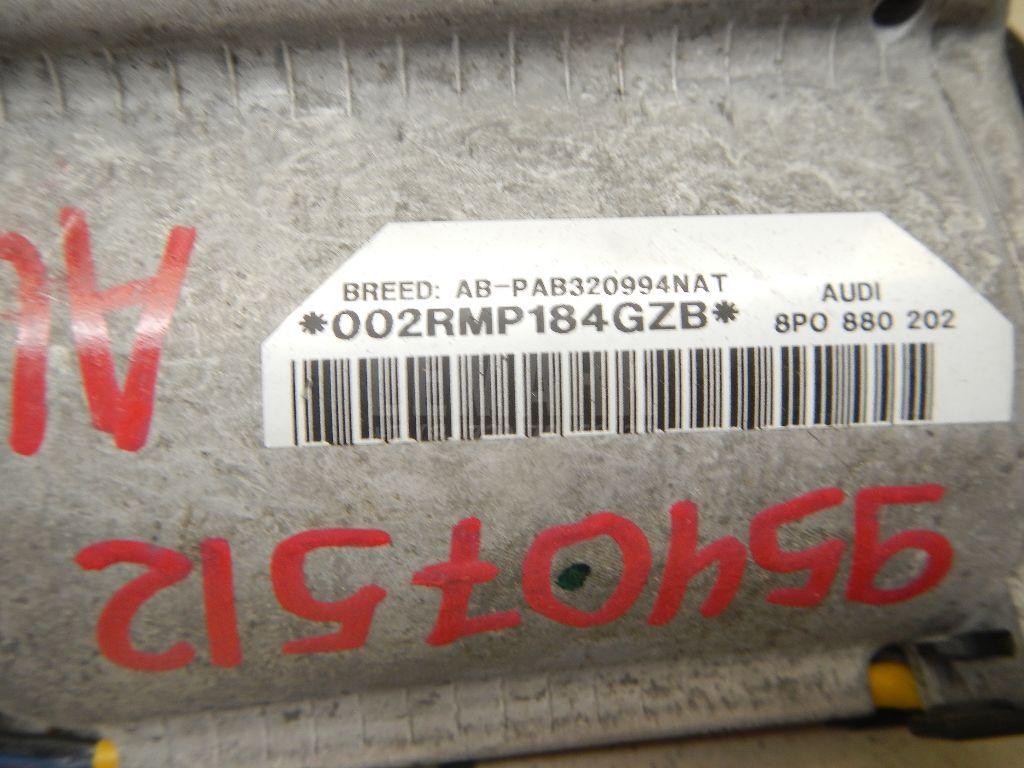 BREED: AB-PAB320994NAT
*002RMP184GZB*
AUDI
8P0 880 202
95407512